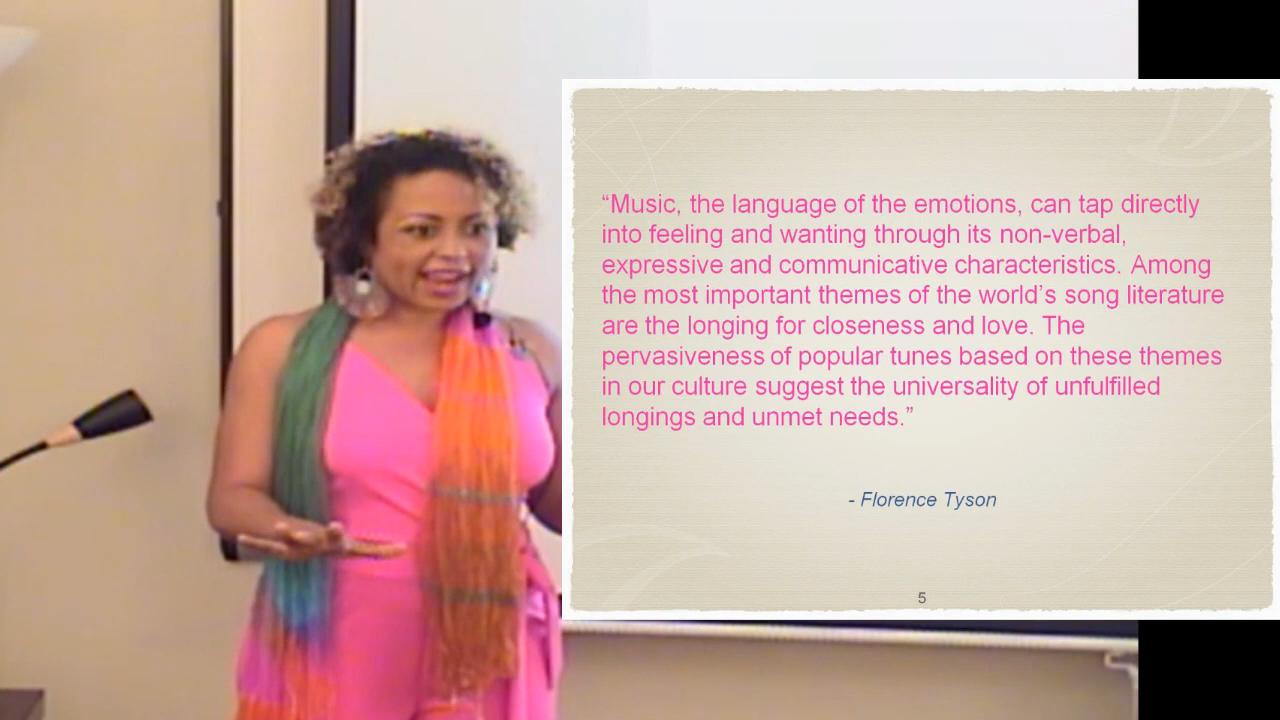 “Music, the language of the emotions, can tap directly
into feeling and wanting through its non-verbal,
expressive and communicative characteristics. Among
the most important themes of the world’s song literature
are the longing for closeness and love. The
pervasiveness of popular tunes based on these themes
in our culture suggest the universality of unfulfilled
longings and unmet needs.”
- Florence Tyson
5